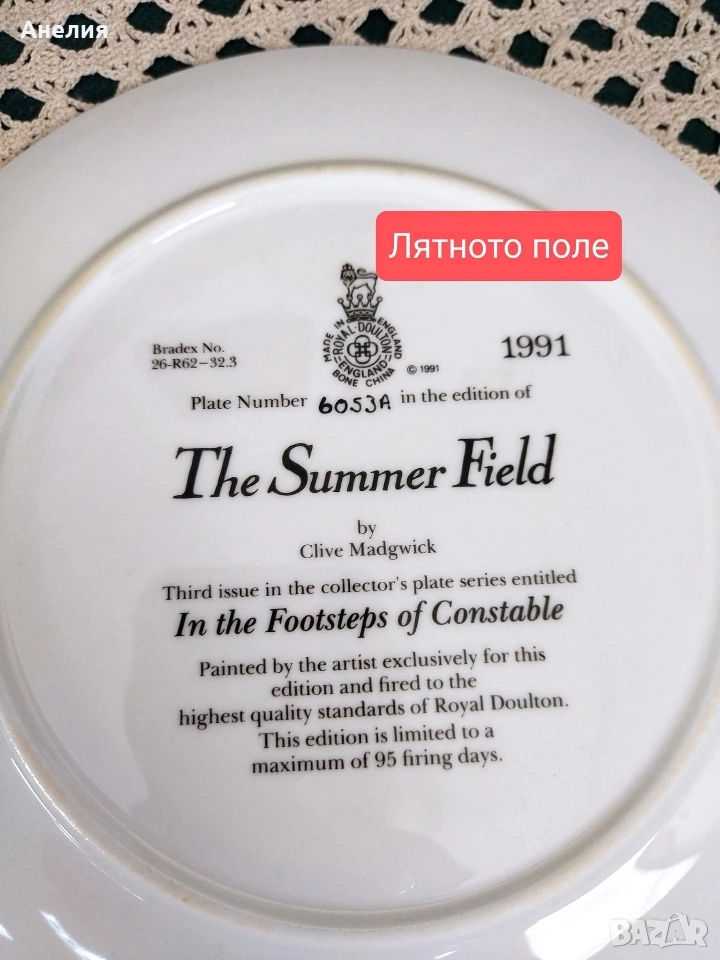 Анелия
Лятното поле
MADE IN ENGLAND
ROYAL·DOULTON
ENGLAND
BONE CHINA
© 1991
Bradex No.
26-R62–32.3
1991
Plate Number 6053A in the edition of
The Summer Field
by
Clive Madgwick
Third issue in the collector's plate series entitled
In the Footsteps of Constable
Painted by the artist exclusively for this
edition and fired to the
highest quality standards of Royal Doulton.
This edition is limited to a
maximum of 95 firing days.
BAZAR